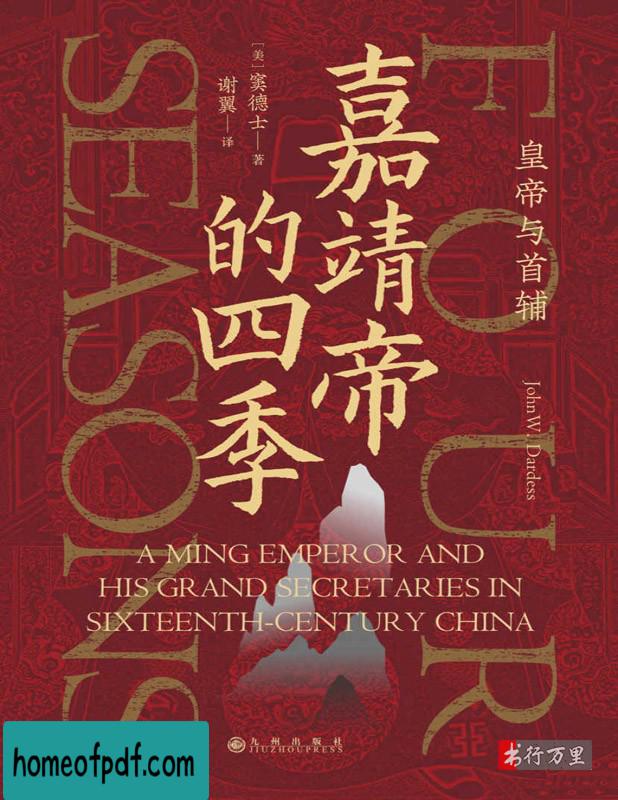 FOUR
SEASONS
嘉靖帝
的四季
皇帝与首辅
John W. Dardess
[美] 窦德士——著
谢翼——译
A MING EMPEROR AND
HIS GRAND SECRETARIES IN
SIXTEENTH-CENTURY CHINA
九州出版社
JIUZHOUPRESS
书行万里
homeofpdf.com